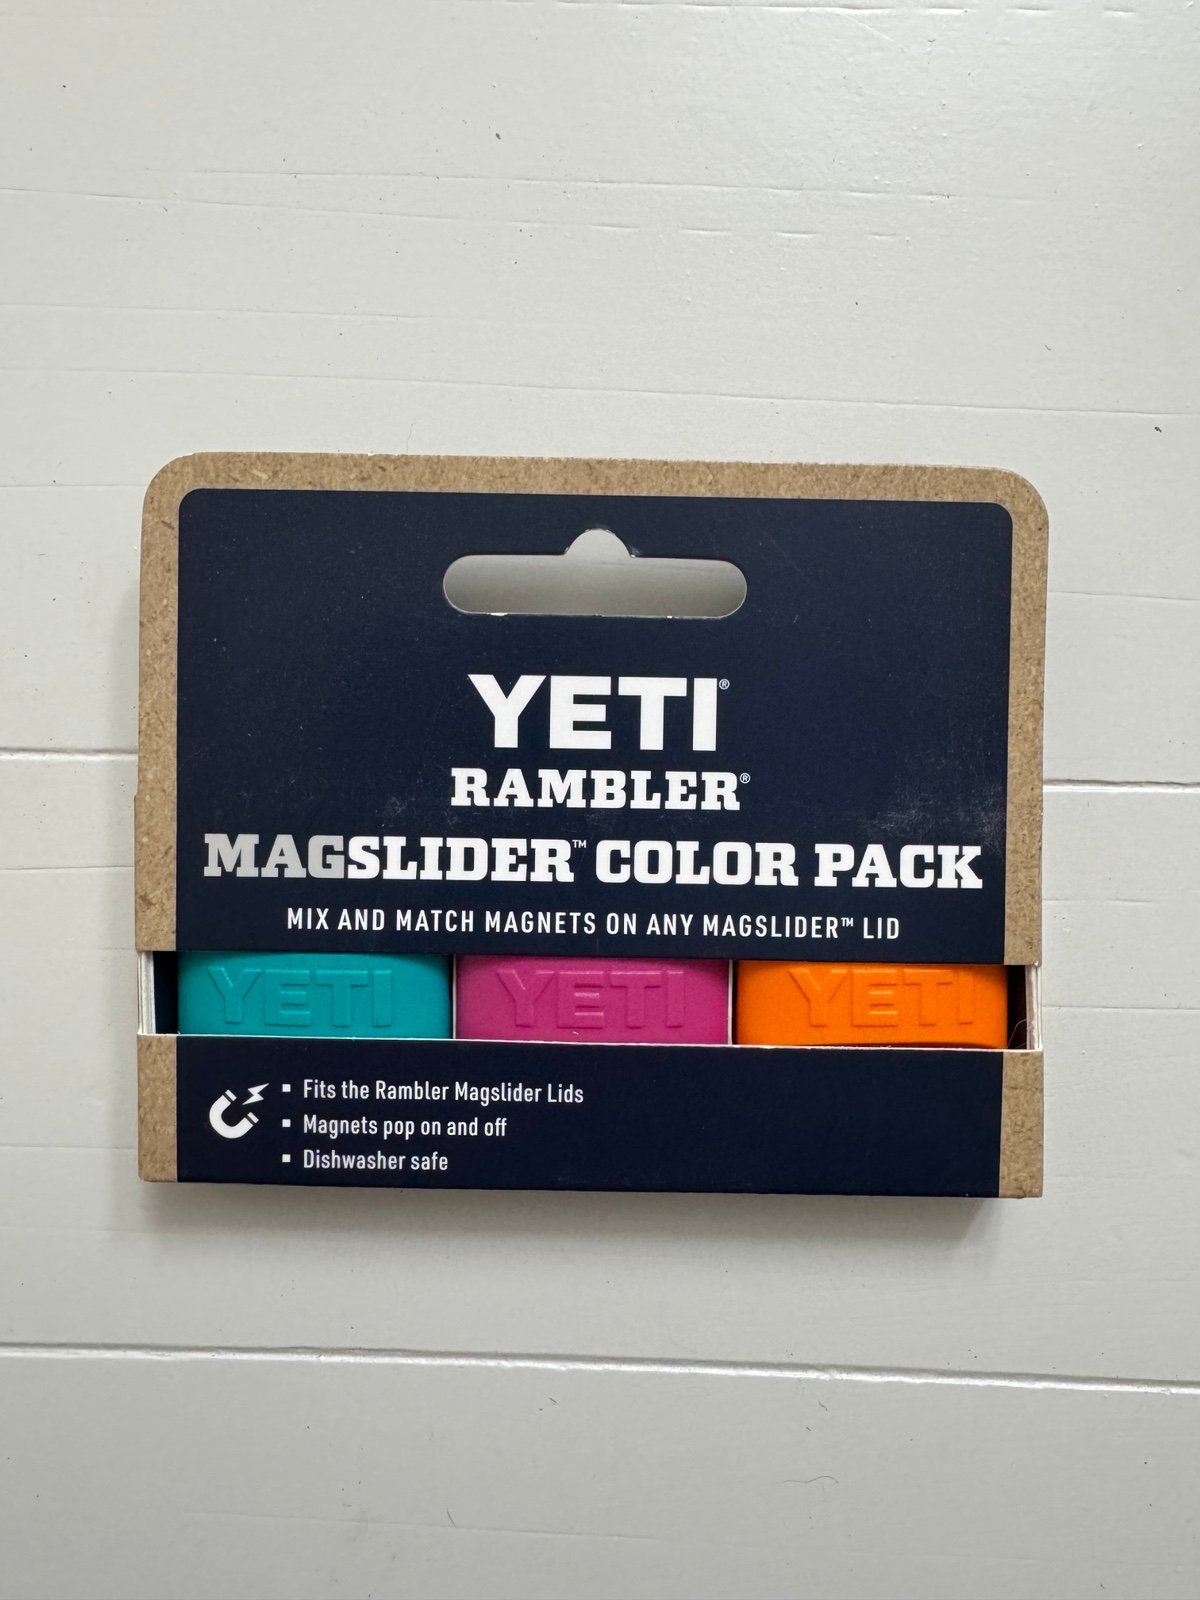 YETI®
RAMBLER®
MAGSLIDER™ COLOR PACK
MIX AND MATCH MAGNETS ON ANY MAGSLIDER™ LID
YETI YETI YETI
▪ Fits the Rambler Magslider Lids
▪ Magnets pop on and off
▪ Dishwasher safe